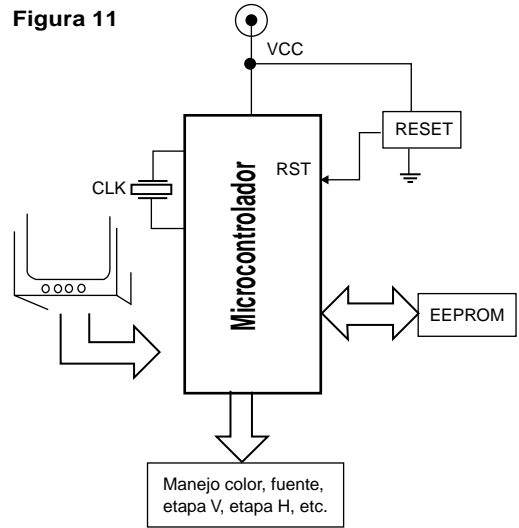 Figura 11
VCC
RESET
RST
CLK
Microcontrolador
EEPROM
Manejo color, fuente,
etapa V, etapa H, etc.